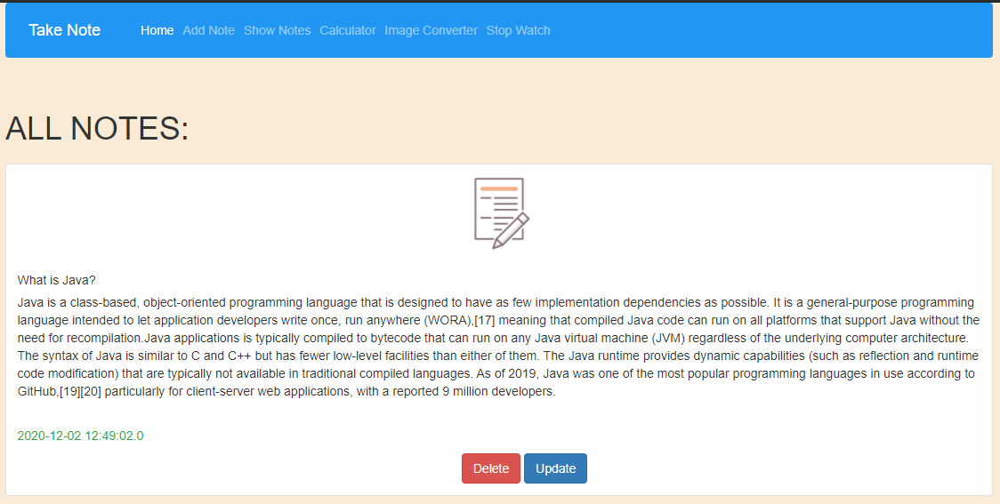 Take Note Home Add Note Show Notes Calculator Image Converter Stop Watch
ALL NOTES:
What is Java?
Java is a class-based, object-oriented programming language that is designed to have as few implementation dependencies as possible. It is a general-purpose programming
language intended to let application developers write once, run anywhere (WORA),[17] meaning that compiled Java code can run on all platforms that support Java without the
need for recompilation.Java applications is typically compiled to bytecode that can run on any Java virtual machine (JVM) regardless of the underlying computer architecture.
The syntax of Java is similar to C and C++ but has fewer low-level facilities than either of them. The Java runtime provides dynamic capabilities (such as reflection and runtime
code modification) that are typically not available in traditional compiled languages. As of 2019, Java was one of the most popular programming languages in use according to
GitHub,[19][20] particularly for client-server web applications, with a reported 9 million developers.
2020-12-02 12:49:02.0
Delete Update